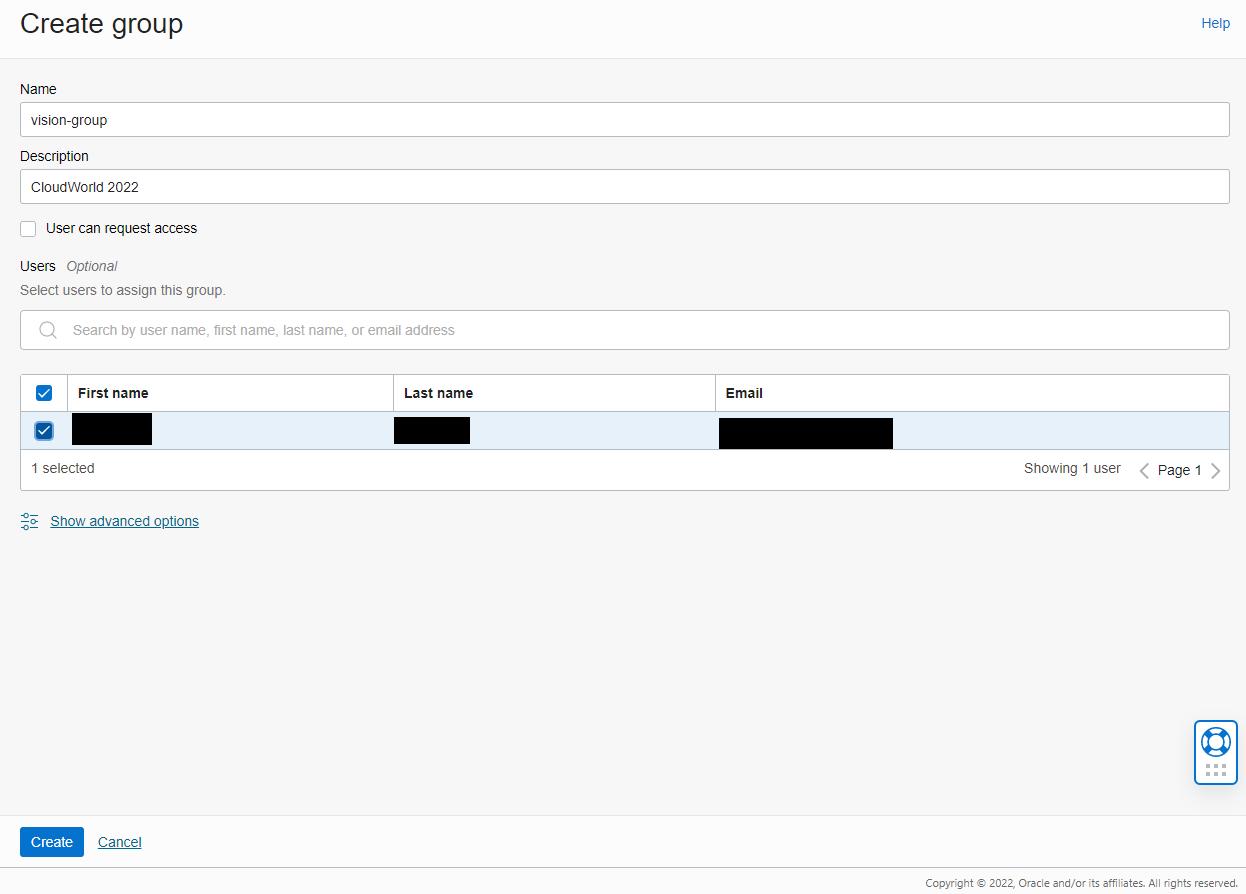 Create group
Help
Name
vision-group
Description
CloudWorld 2022
User can request access
Users Optional
Select users to assign this group.
Search by user name, first name, last name, or email address
First name Last name Email
1 selected Showing 1 user Page 1
Show advanced options
Create Cancel
Copyright © 2022, Oracle and/or its affiliates. All rights reserved.